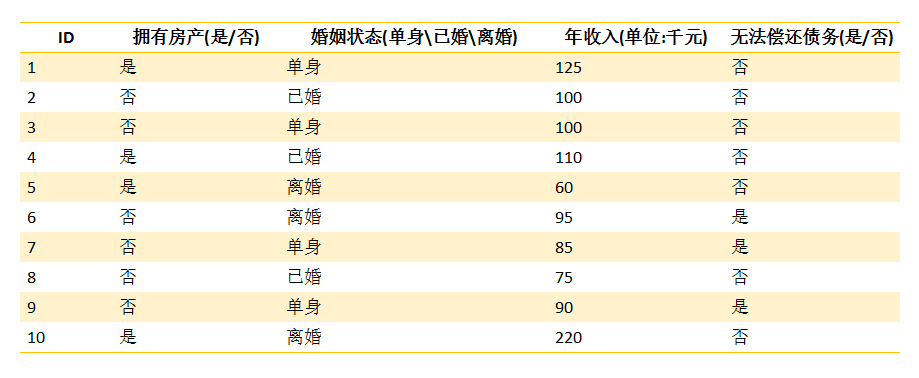 ID 拥有房产(是/否) 婚姻状态(单身\已婚\离婚) 年收入(单位:千元) 无法偿还债务(是/否)
1 是 单身 125 否
2 否 已婚 100 否
3 否 单身 100 否
4 是 已婚 110 否
5 是 离婚 60 否
6 否 离婚 95 是
7 否 单身 85 是
8 否 已婚 75 否
9 否 单身 90 是
10 是 离婚 220 否